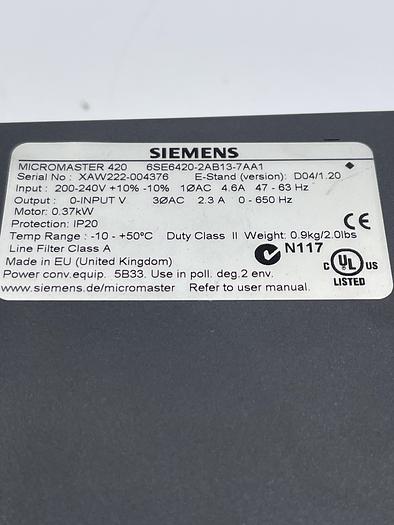 SIEMENS
MICROMASTER 420 6SE6420-2AB13-7AA1
Serial No : XAW222-004376 E-Stand (version): D04/1.20
Input : 200-240V +10% -10% 1ØAC 4.6A 47 - 63 Hz
Output : 0-INPUT V 3ØAC 2.3 A 0 - 650 Hz
Motor: 0.37kW
Protection: IP20
Temp Range : -10 - +50°C Duty Class II Weight: 0.9kg/2.0lbs
Line Filter Class A
Made in EU (United Kingdom)
Power conv.equip. 5B33. Use in poll. deg.2 env.
www.siemens.de/micromaster Refer to user manual.
CE
N117
C UL US
LISTED